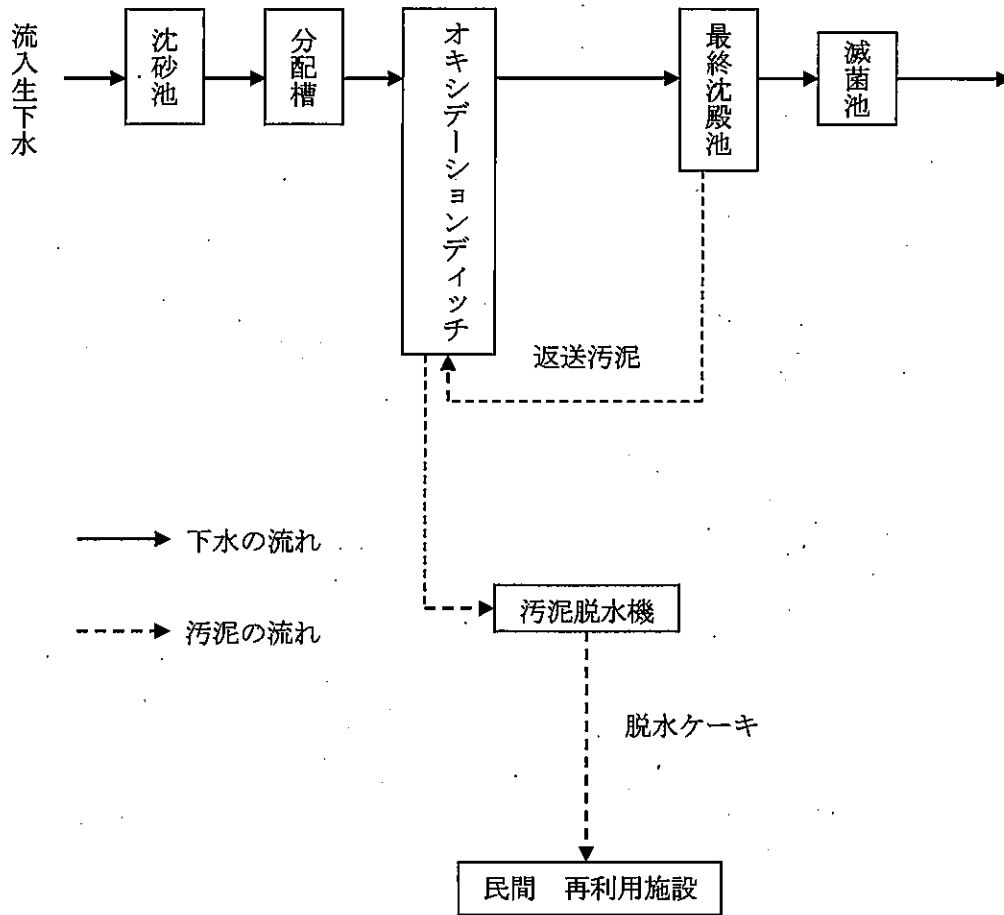 流入生下水
沈砂池
分配槽
オキシデーションディッチ
最終沈殿池
滅菌池
返送汚泥
下水の流れ
汚泥の流れ
汚泥脱水機
脱水ケーキ
民間　再利用施設